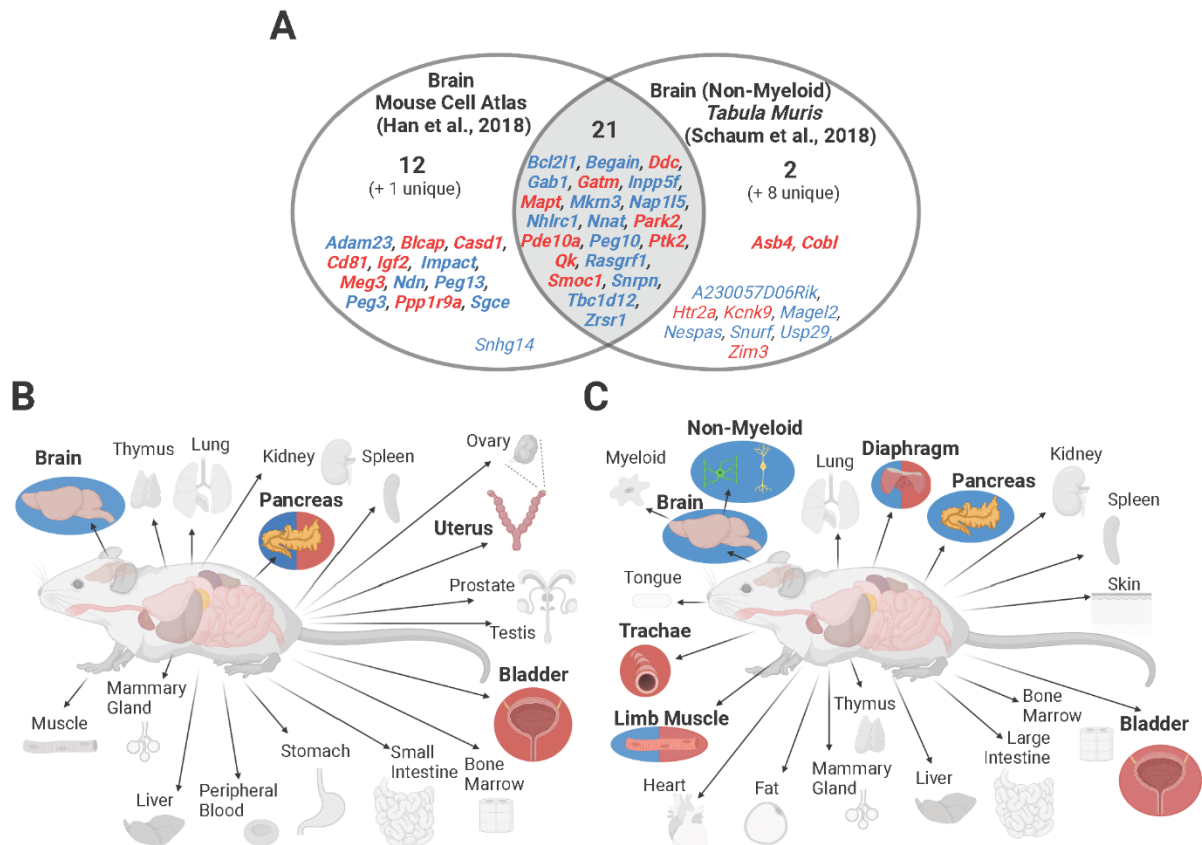 A
Brain
Mouse Cell Atlas
(Han et al., 2018)
12
(+ 1 unique)
Adam23, Blcap, Casd1,
Cd81, Igf2, Impact,
Meg3, Ndn, Peg13,
Peg3, Ppp1r9a, Sgce
Snhg14
21
Bcl2l1, Begain, Ddc,
Gab1, Gatm, Inpp5f,
Mapt, Mkrn3, Nap1l5,
Nhlrc1, Nnat, Park2,
Pde10a, Peg10, Ptk2,
Qk, Rasgrf1,
Smoc1, Snrpn,
Tbc1d12,
Zrsr1
Brain (Non-Myeloid)
Tabula Muris
(Schaum et al., 2018)
2
(+ 8 unique)
Asb4, Cobl
A230057D06Rik,
Htr2a, Kcnk9, Magel2,
Nespas, Snurf, Usp29,
Zim3
B
Brain
Thymus
Lung
Kidney
Spleen
Pancreas
Ovary
Uterus
Prostate
Testis
Bladder
Muscle
Mammary
Gland
Liver
Peripheral
Blood
Stomach
Small
Intestine
Bone
Marrow
C
Non-Myeloid
Myeloid
Brain
Lung
Diaphragm
Pancreas
Kidney
Spleen
Skin
Tongue
Trachae
Limb Muscle
Heart
Fat
Thymus
Mammary
Gland
Liver
Large
Intestine
Bone
Marrow
Bladder